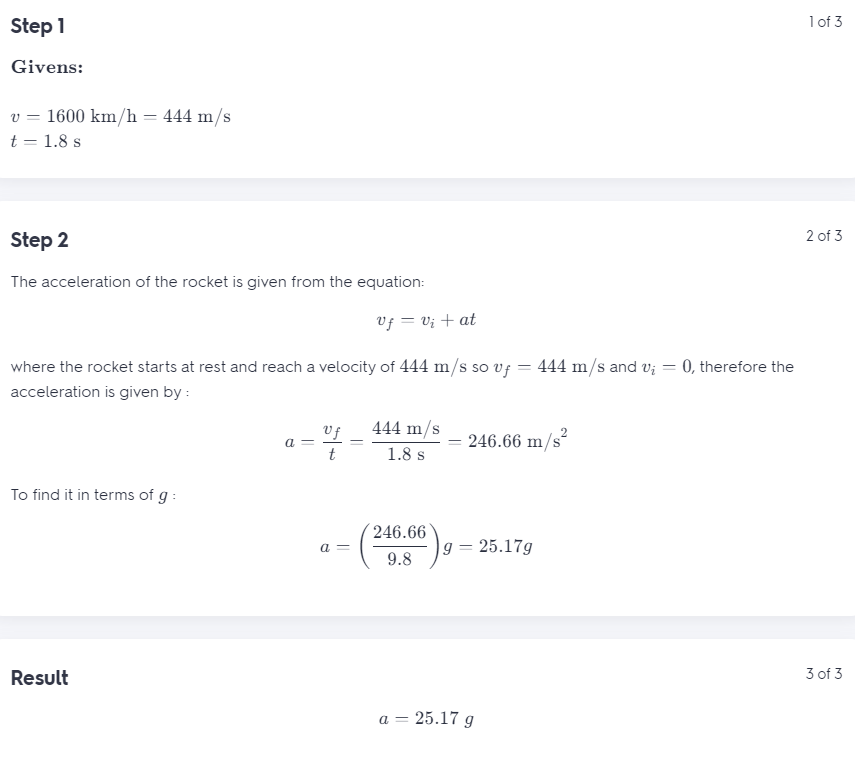 Step 1
1 of 3
Givens:
v = 1600 km/h = 444 m/s
t = 1.8 s
Step 2
2 of 3
The acceleration of the rocket is given from the equation:
v_f = v_i + at
where the rocket starts at rest and reach a velocity of 444 m/s so v_f = 444 m/s and v_i = 0, therefore the
acceleration is given by :
a = v_f / t = 444 m/s / 1.8 s = 246.66 m/s²
To find it in terms of g :
a = (246.66 / 9.8) g = 25.17g
Result
3 of 3
a = 25.17 g